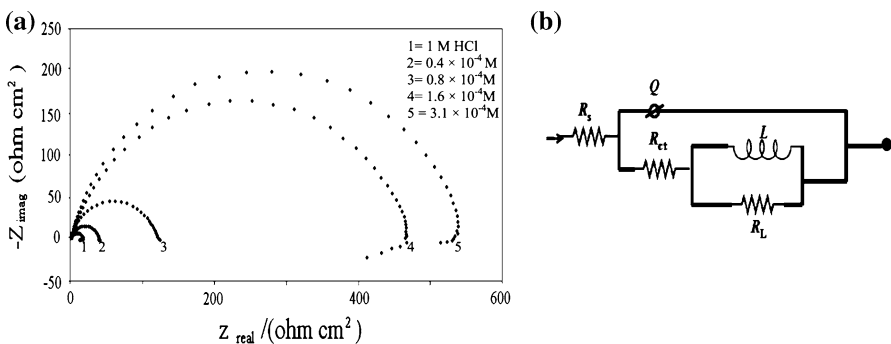 (a)
250
200
150
100
50
0
-50
-Z imag (ohm cm²)
1= 1 M HCl
2= 0.4 × 10⁻⁴ M
3= 0.8 × 10⁻⁴M
4= 1.6 × 10⁻⁴M
5 = 3.1 × 10⁻⁴M
1 2 3 4 5
0 200 400 600
z real /(ohm cm²)
(b)
Q
Rs
Rct
L
RL